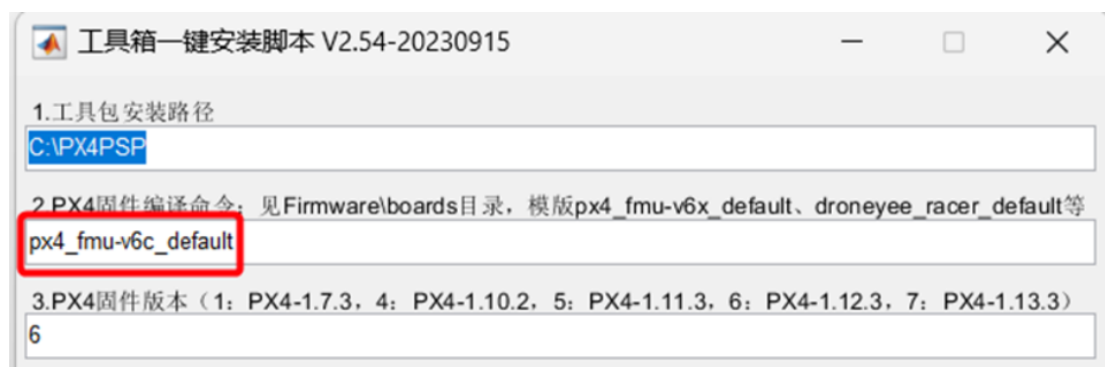 工具箱一键安装脚本 V2.54-20230915
1.工具包安装路径
C:\PX4PSP
2.PX4固件编译命令：见Firmware\boards目录，模版px4_fmu-v6x_default、droneyee_racer_default等
px4_fmu-v6c_default
3.PX4固件版本（1：PX4-1.7.3，4：PX4-1.10.2，5：PX4-1.11.3，6：PX4-1.12.3，7：PX4-1.13.3）
6